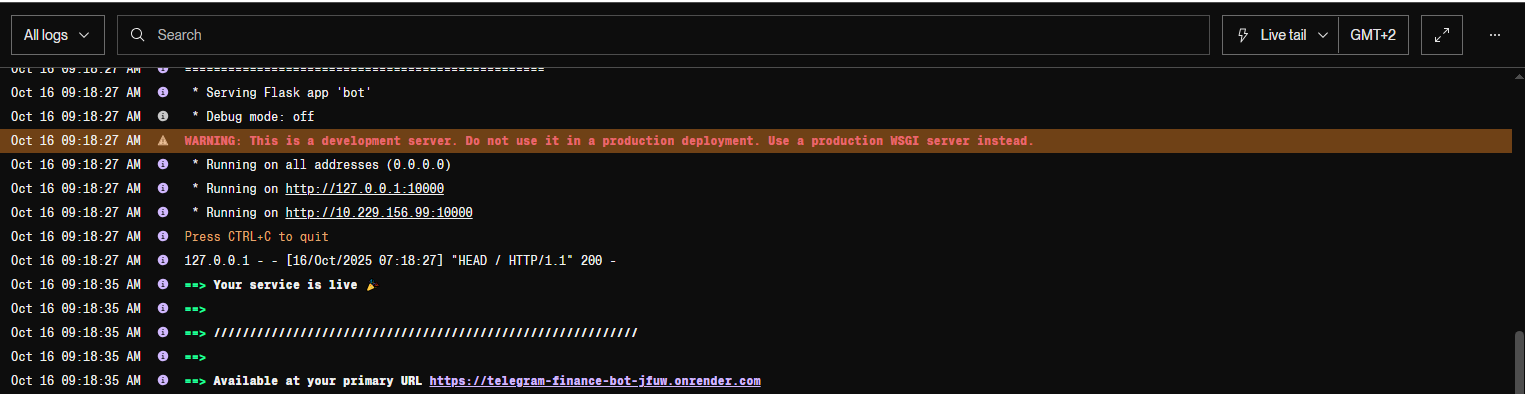 All logs
Search
Live tail
GMT+2
Oct 16 09:18:27 AM ==================================================
Oct 16 09:18:27 AM * Serving Flask app 'bot'
Oct 16 09:18:27 AM * Debug mode: off
Oct 16 09:18:27 AM WARNING: This is a development server. Do not use it in a production deployment. Use a production WSGI server instead.
Oct 16 09:18:27 AM * Running on all addresses (0.0.0.0)
Oct 16 09:18:27 AM * Running on http://127.0.0.1:10000
Oct 16 09:18:27 AM * Running on http://10.229.156.99:10000
Oct 16 09:18:27 AM Press CTRL+C to quit
Oct 16 09:18:27 AM 127.0.0.1 - - [16/Oct/2025 07:18:27] "HEAD / HTTP/1.1" 200 -
Oct 16 09:18:35 AM ==> Your service is live 🎉
Oct 16 09:18:35 AM ==>
Oct 16 09:18:35 AM ==> ///////////////////////////////////////////////////////////
Oct 16 09:18:35 AM ==>
Oct 16 09:18:35 AM ==> Available at your primary URL https://telegram-finance-bot-jfuw.onrender.com